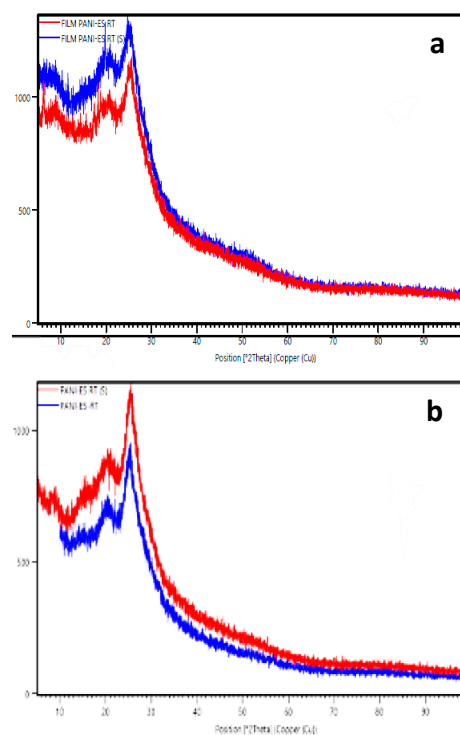 FILM PANI-ES RT
FILM PANI-ES RT (S)
a
1000
500
0
10 20 30 40 50 60 70 80 90
Position [°2Theta] (Copper (Cu))
PANI-ES RT (S)
PANI-ES-RT
b
1000
500
0
10 20 30 40 50 60 70 80 90
Position [°2Theta] (Copper (Cu))